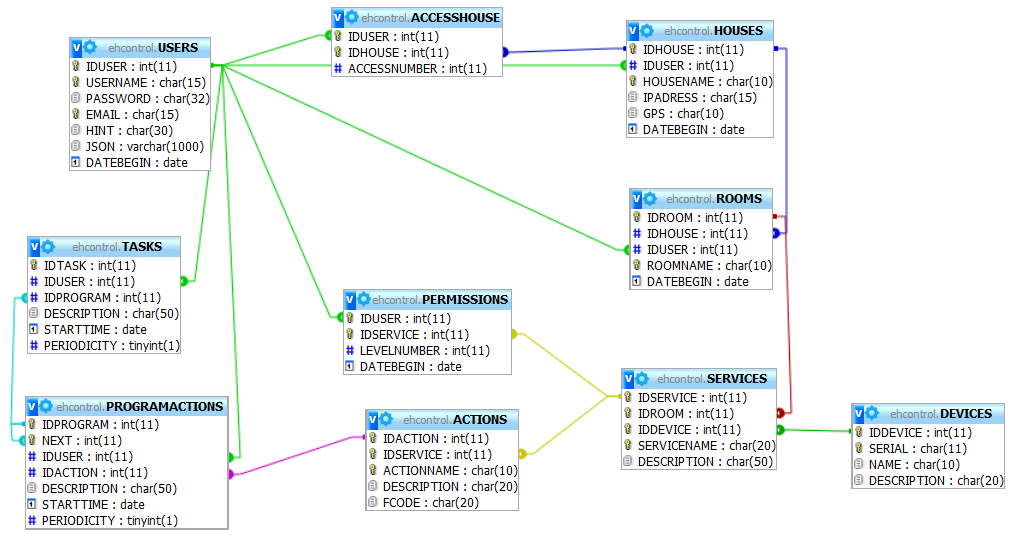 ehcontrol.ACCESSHOUSE
IDUSER : int(11)
IDHOUSE : int(11)
ACCESSNUMBER : int(11)
ehcontrol.HOUSES
IDHOUSE : int(11)
IDUSER : int(11)
HOUSENAME : char(10)
IPADRESS : char(15)
GPS : char(10)
DATEBEGIN : date
ehcontrol.USERS
IDUSER : int(11)
USERNAME : char(15)
PASSWORD : char(32)
EMAIL : char(15)
HINT : char(30)
JSON : varchar(1000)
DATEBEGIN : date
ehcontrol.ROOMS
IDROOM : int(11)
IDHOUSE : int(11)
IDUSER : int(11)
ROOMNAME : char(10)
DATEBEGIN : date
ehcontrol.TASKS
IDTASK : int(11)
IDUSER : int(11)
IDPROGRAM : int(11)
DESCRIPTION : char(50)
STARTTIME : date
PERIODICITY : tinyint(1)
ehcontrol.PERMISSIONS
IDUSER : int(11)
IDSERVICE : int(11)
LEVELNUMBER : int(11)
DATEBEGIN : date
ehcontrol.SERVICES
IDSERVICE : int(11)
IDROOM : int(11)
IDDEVICE : int(11)
SERVICENAME : char(20)
DESCRIPTION : char(50)
ehcontrol.PROGRAMACTIONS
IDPROGRAM : int(11)
NEXT : int(11)
IDUSER : int(11)
IDACTION : int(11)
DESCRIPTION : char(50)
STARTTIME : date
PERIODICITY : tinyint(1)
ehcontrol.ACTIONS
IDACTION : int(11)
IDSERVICE : int(11)
ACTIONNAME : char(10)
DESCRIPTION : char(20)
FCODE : char(20)
ehcontrol.DEVICES
IDDEVICE : int(11)
SERIAL : char(11)
NAME : char(10)
DESCRIPTION : char(20)